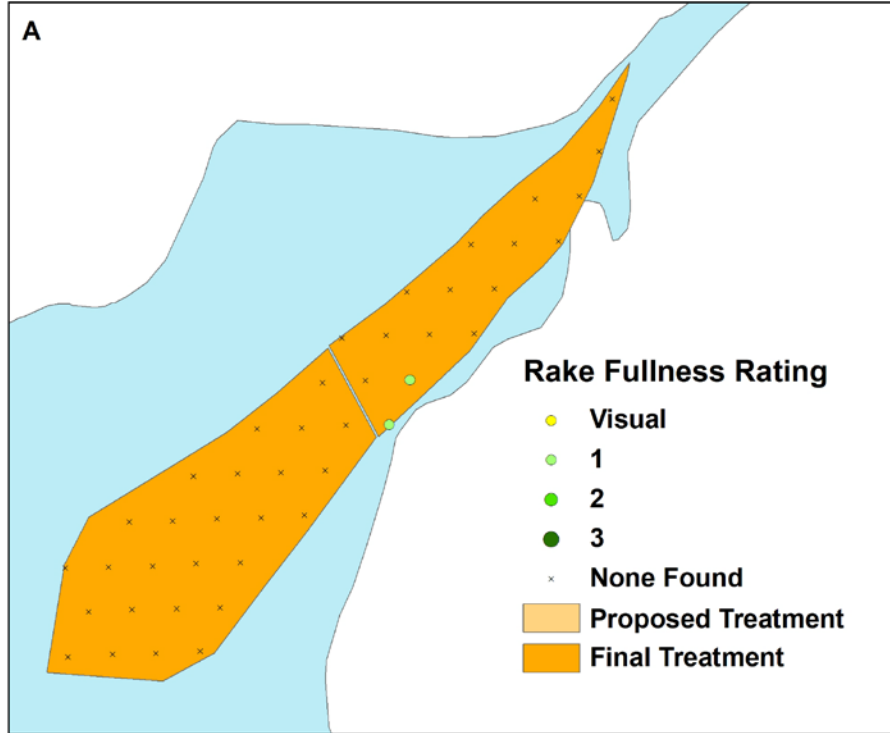 A
Rake Fullness Rating
Visual
1
2
3
None Found
Proposed Treatment
Final Treatment